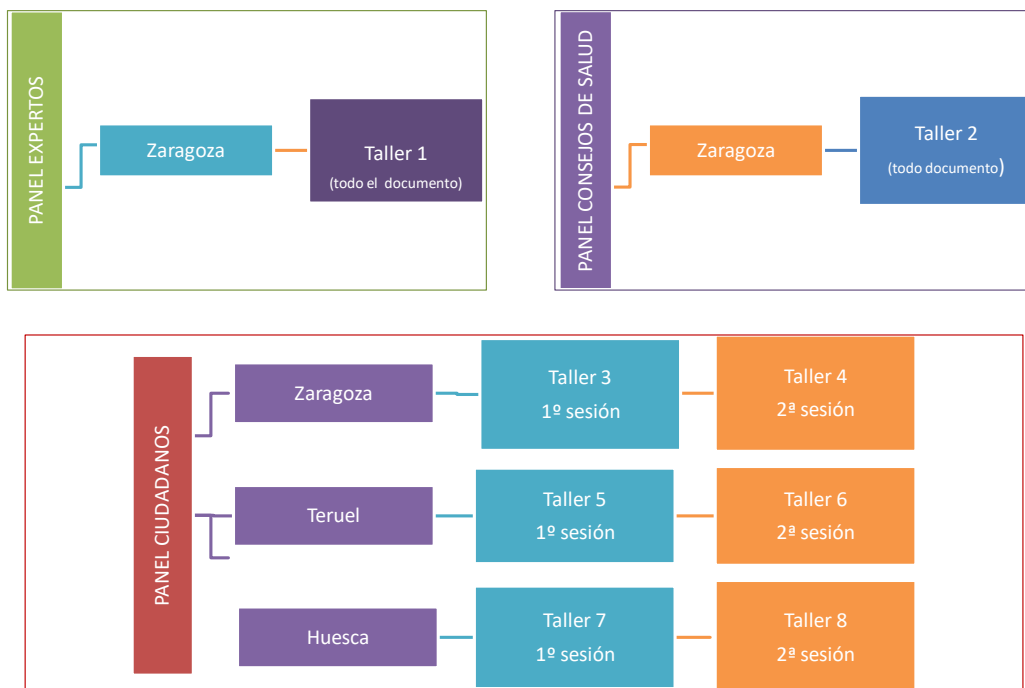 PANEL EXPERTOS
Zaragoza
Taller 1
(todo el documento)
PANEL CONSEJOS DE SALUD
Zaragoza
Taller 2
(todo documento)
PANEL CIUDADANOS
Zaragoza
Taller 3
1º sesión
Taller 4
2ª sesión
Teruel
Taller 5
1º sesión
Taller 6
2ª sesión
Huesca
Taller 7
1º sesión
Taller 8
2ª sesión